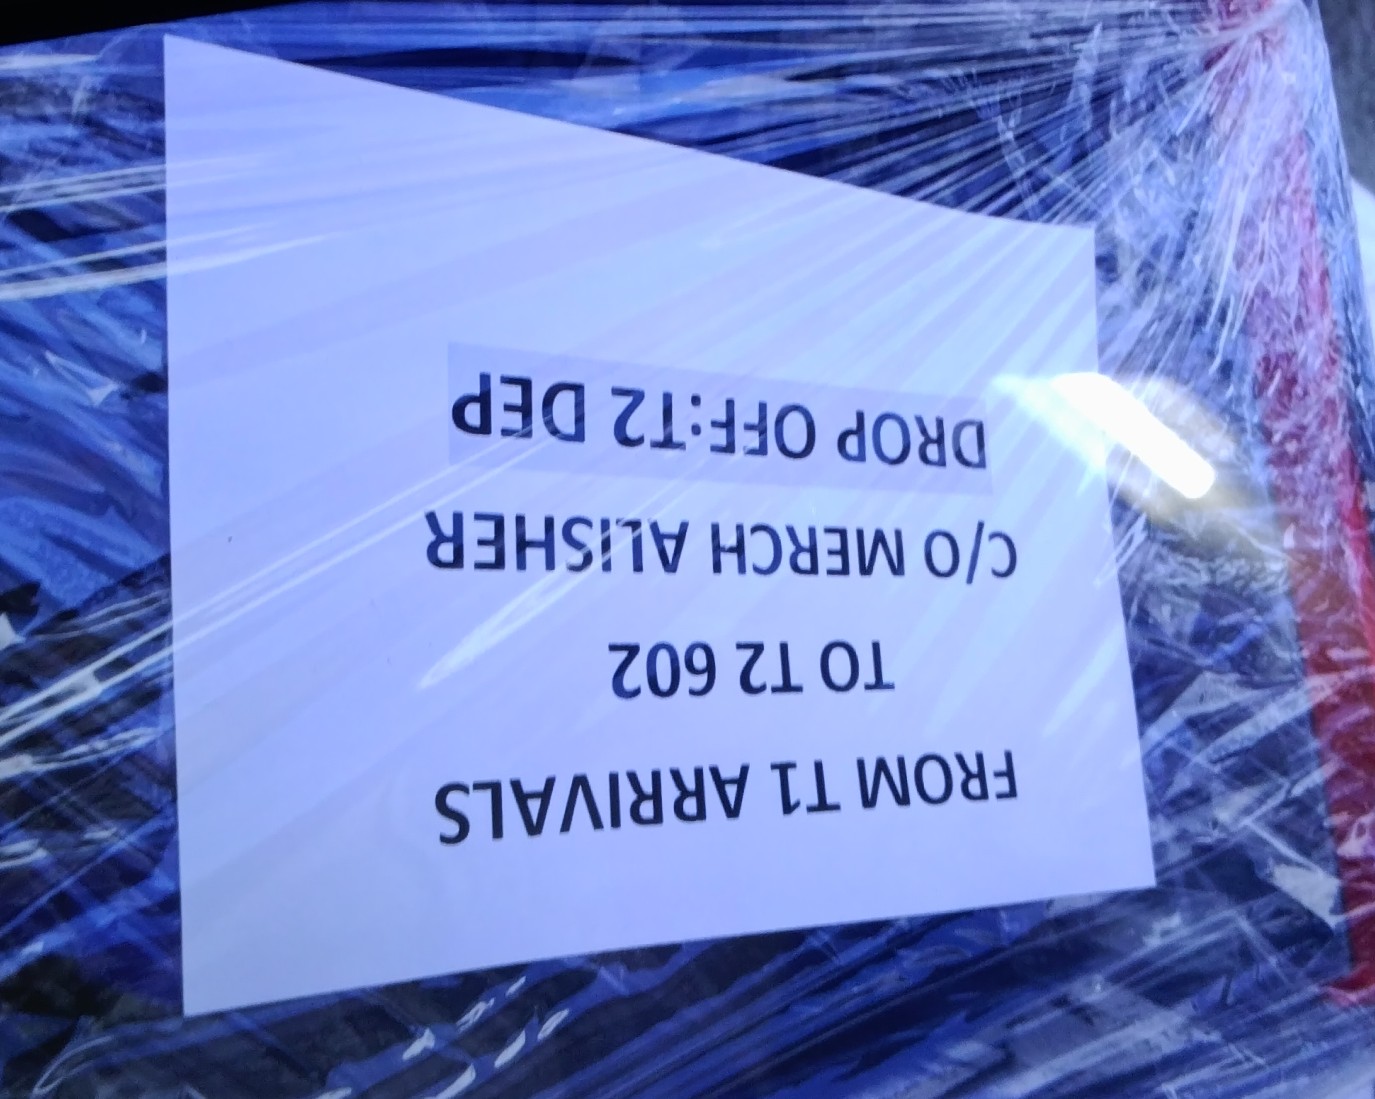 FROM T1 ARRIVALS
TO T2 602
C/O MERCH ALISHER
DROP OFF:T2 DEP